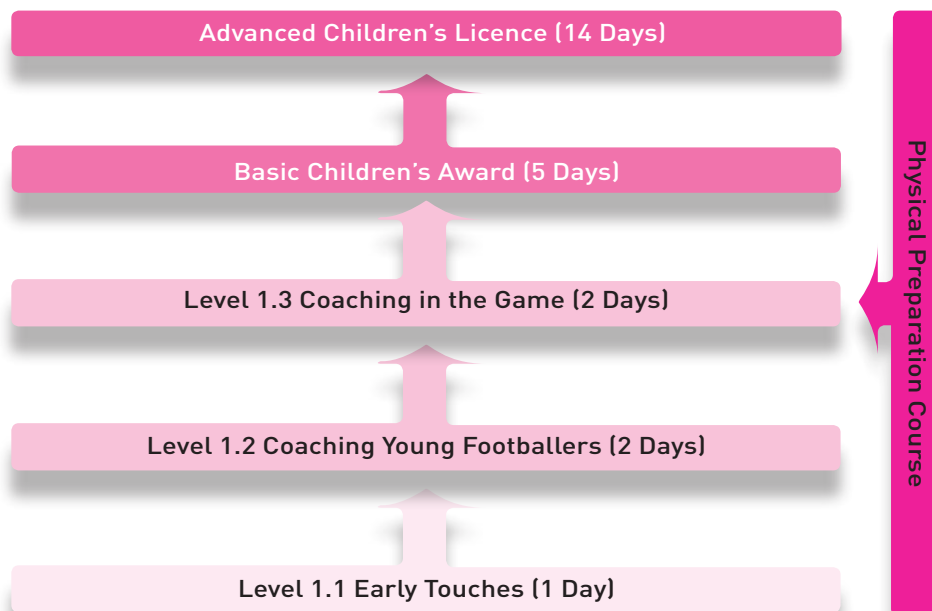 Advanced Children’s Licence (14 Days)
Basic Children’s Award (5 Days)
Level 1.3 Coaching in the Game (2 Days)
Level 1.2 Coaching Young Footballers (2 Days)
Level 1.1 Early Touches (1 Day)
Physical Preparation Course